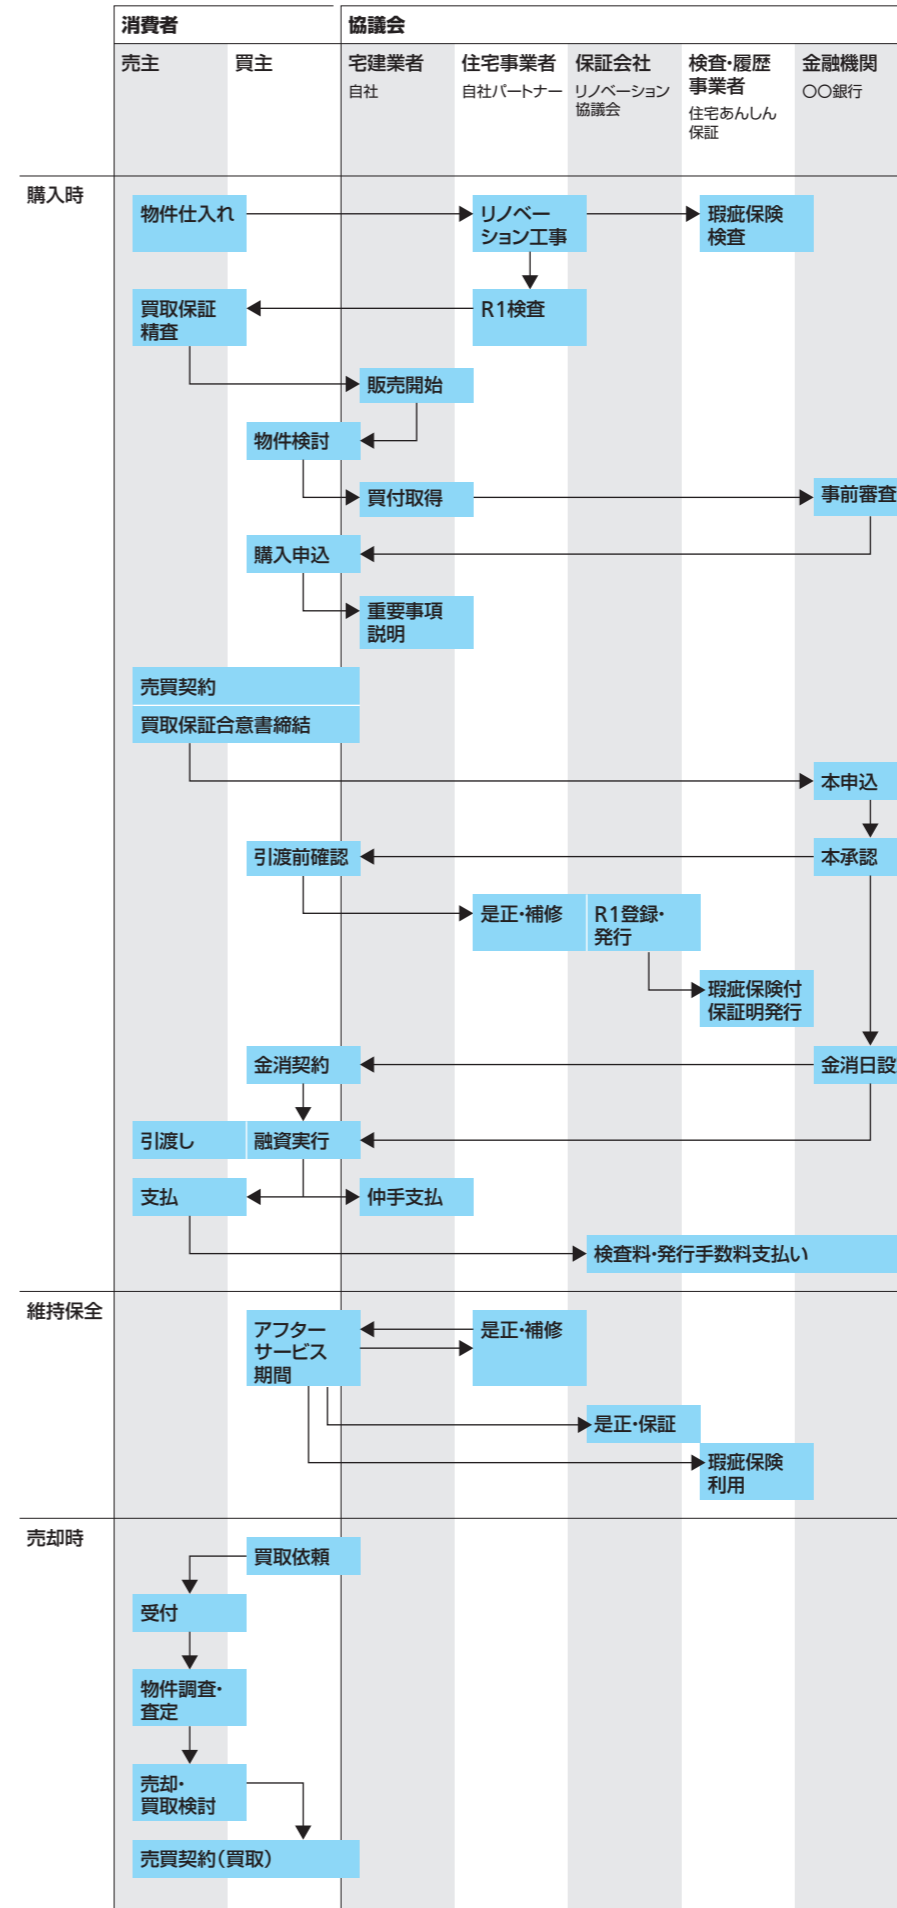 消費者
協議会
売主
買主
宅建業者
自社
住宅事業者
自社パートナー
保証会社
リノベーション
協議会
検査・履歴
事業者
住宅あんしん
保証
金融機関
〇〇銀行
購入時
物件仕入れ
リノベー
ション工事
瑕疵保険
検査
買取保証
精査
R1検査
販売開始
物件検討
買付取得
事前審査
購入申込
重要事項
説明
売買契約
買取保証合意書締結
本申込
引渡前確認
本承認
是正・補修
R1登録・
発行
瑕疵保険付
保証明発行
金消契約
金消日設
引渡し
融資実行
支払
仲手支払
検査料・発行手数料支払い
維持保全
アフター
サービス
期間
是正・補修
是正・保証
瑕疵保険
利用
売却時
買取依頼
受付
物件調査・
査定
売却・
買取検討
売買契約（買取）